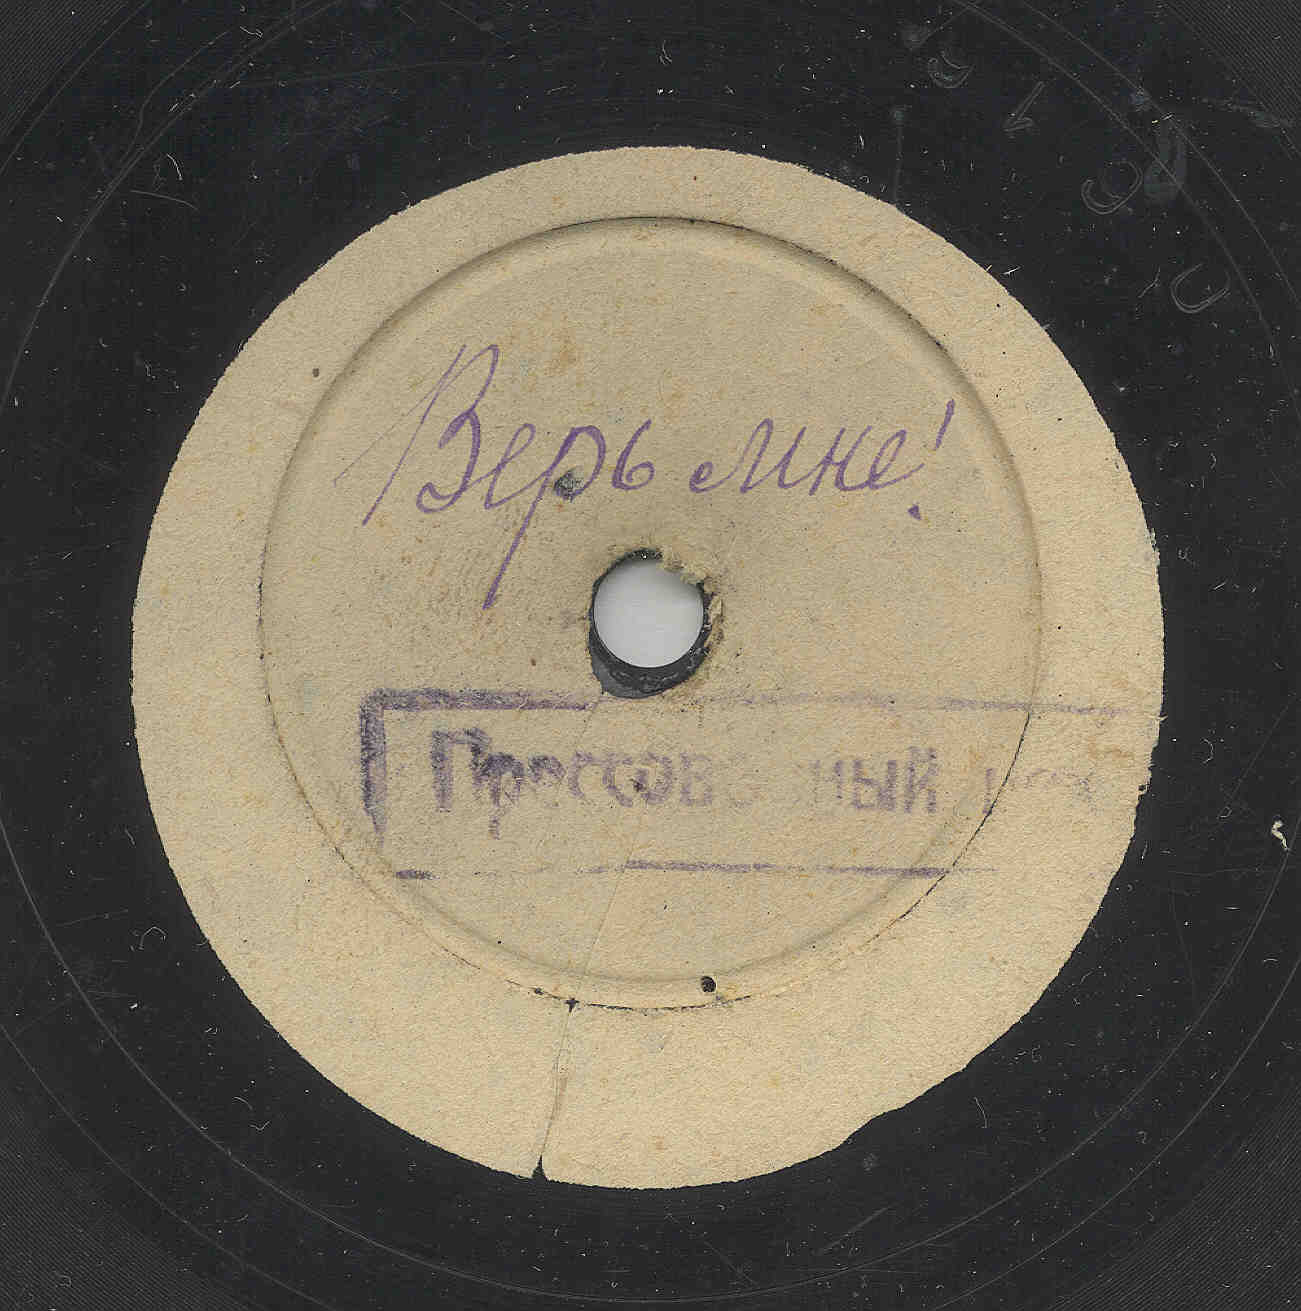 Верь мне!
Прессовочный